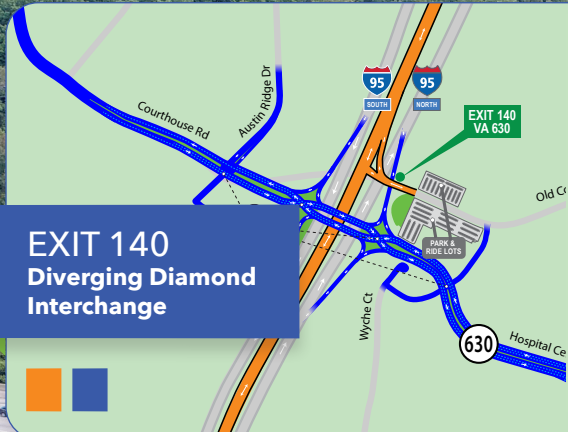 Courthouse Rd
Austin Ridge Dr
95
SOUTH
95
NORTH
EXIT 140
VA 630
Old Co
PARK &
RIDE LOTS
EXIT 140
Diverging Diamond
Interchange
Wyche Ct
630
Hospital Ce